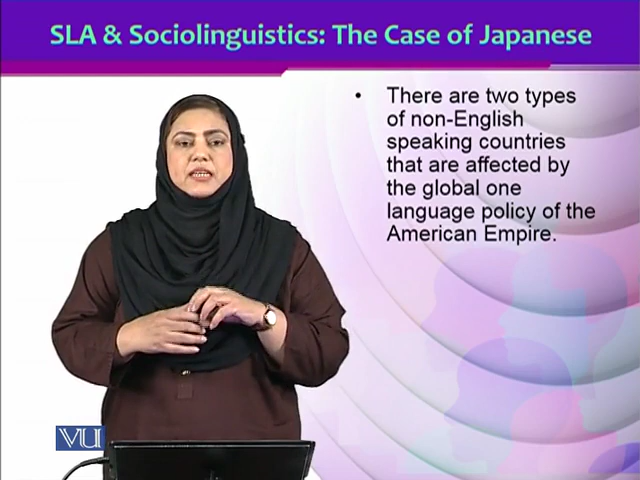 SLA & Sociolinguistics: The Case of Japanese
• There are two types
of non-English
speaking countries
that are affected by
the global one
language policy of the
American Empire.
VU